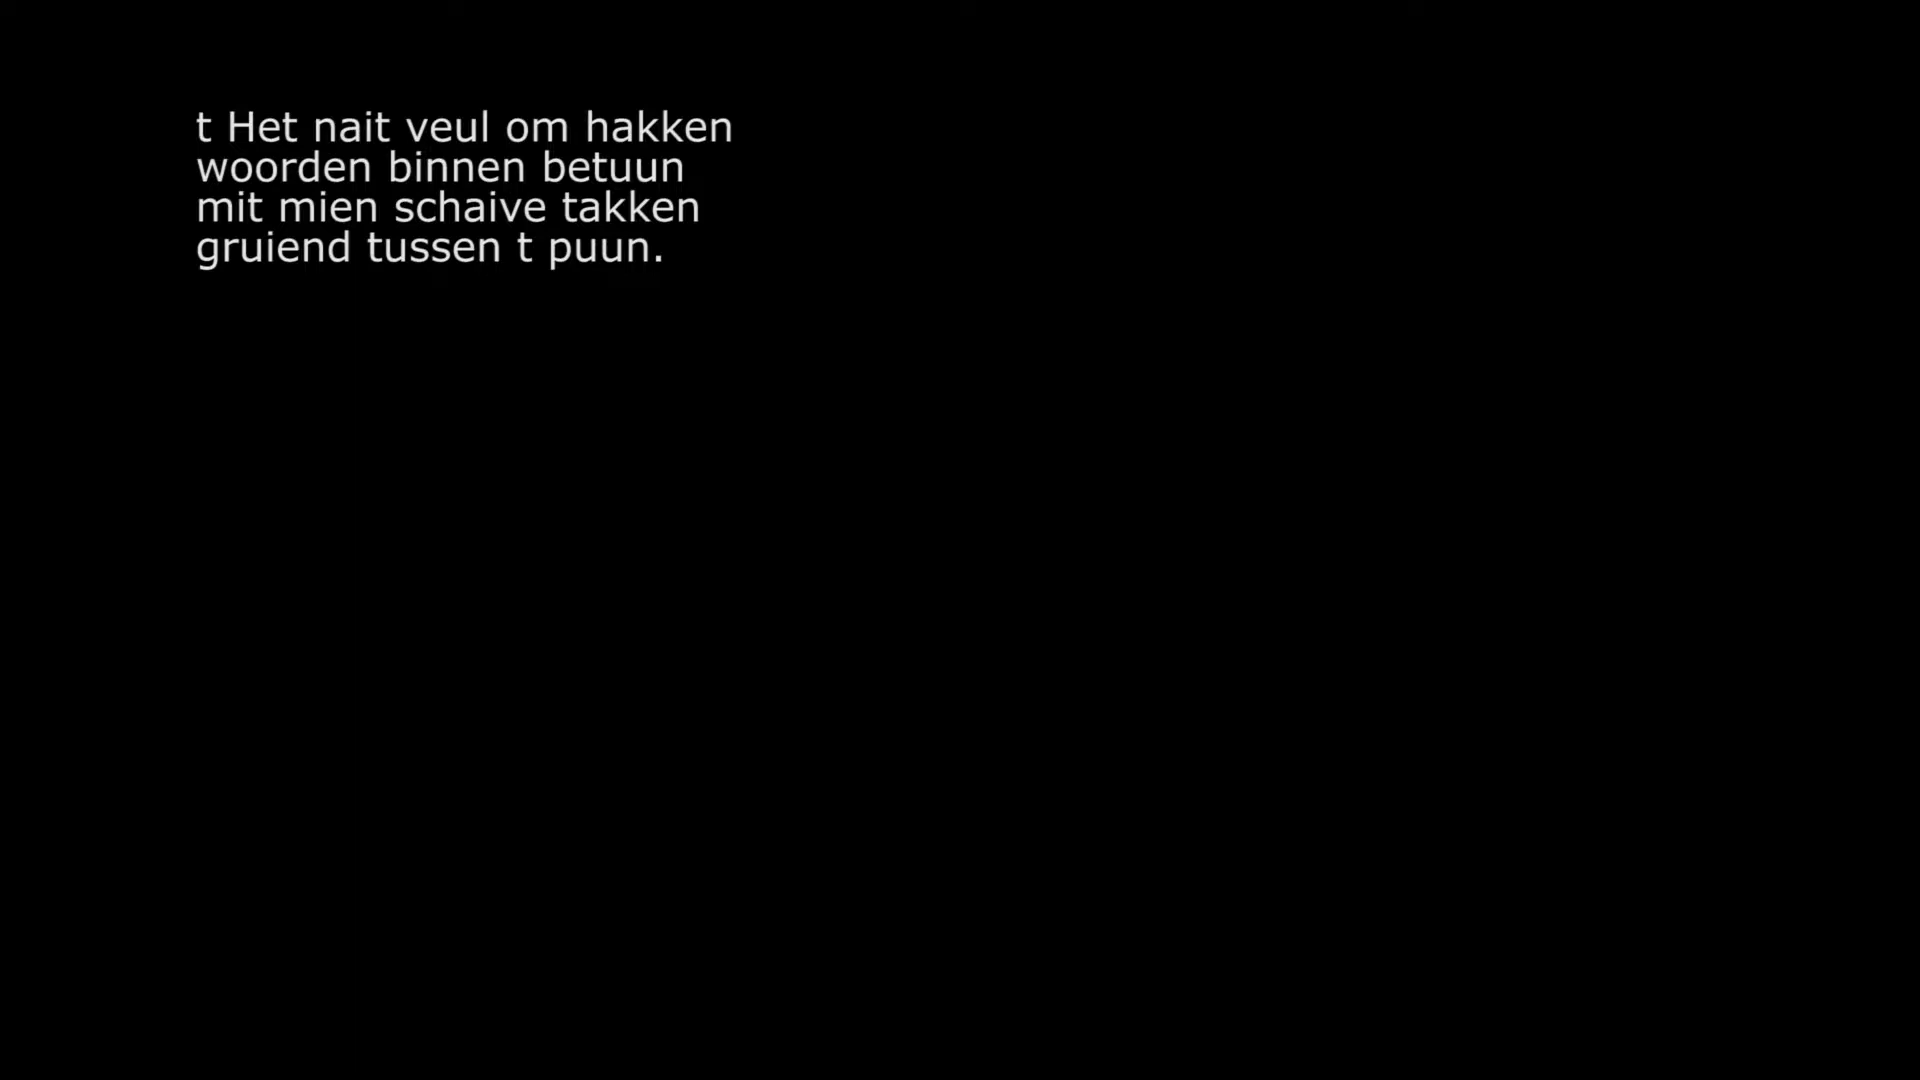 t Het nait veul om hakken
woorden binnen betuun
mit mien schaive takken
gruiend tussen t puun.